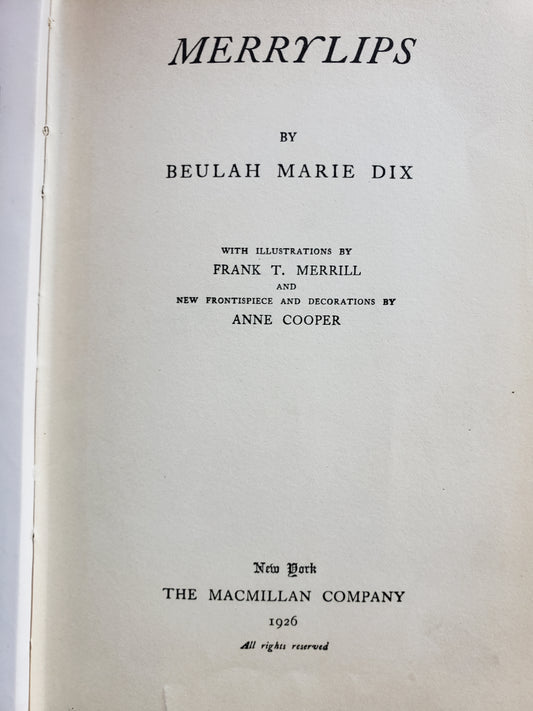 MERRYLIPS
BY
BEULAH MARIE DIX
WITH ILLUSTRATIONS BY
FRANK T. MERRILL
AND
NEW FRONTISPIECE AND DECORATIONS BY
ANNE COOPER
New York
THE MACMILLAN COMPANY
1926
All rights reserved